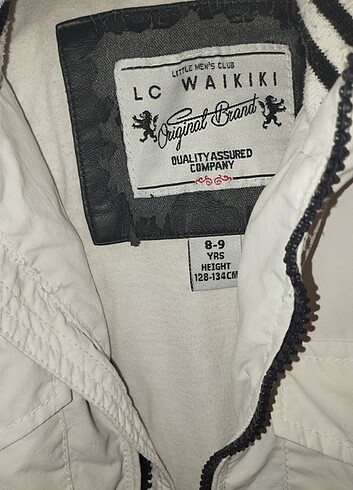 LITTLE MEN'S CLUB
LC WAIKIKI
Original Brand
QUALITY ASSURED
COMPANY
8-9
YRS
HEIGHT
128-134CM